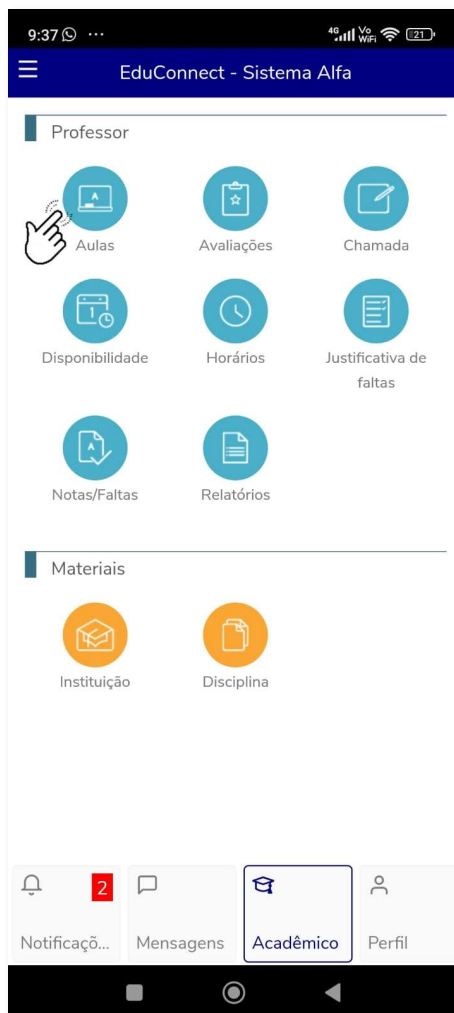 9:37 ... 4G Vo WiFi 21
EduConnect - Sistema Alfa
Professor
Aulas Avaliações Chamada
Disponibilidade Horários Justificativa de
faltas
Notas/Faltas Relatórios
Materiais
Instituição Disciplina
2
Notificaçõ... Mensagens Acadêmico Perfil